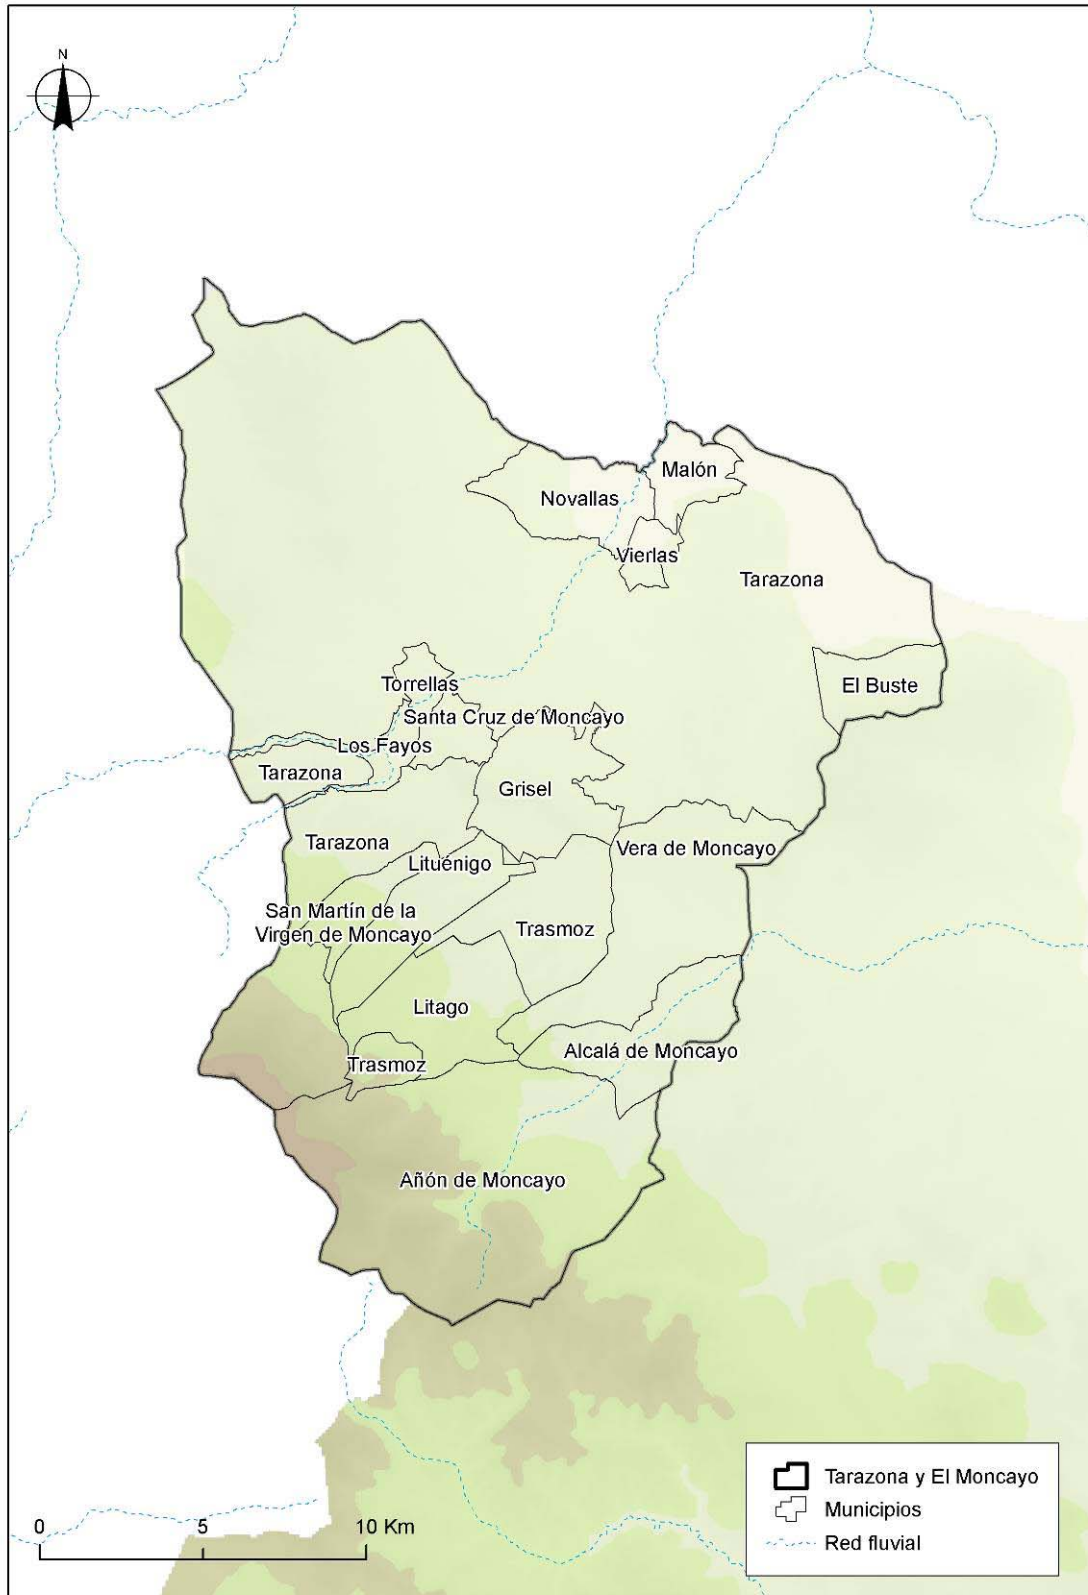 N
Malón
Novallas
Vierlas
Tarazona
Torrellas
El Buste
Santa Cruz de Moncayo
Los Fayos
Tarazona
Grisel
Tarazona
Vera de Moncayo
Lituénigo
San Martín de la
Virgen de Moncayo
Trasmoz
Litago
Alcalá de Moncayo
Trasmoz
Añón de Moncayo
Tarazona y El Moncayo
Municipios
Red fluvial
0 5 10 Km